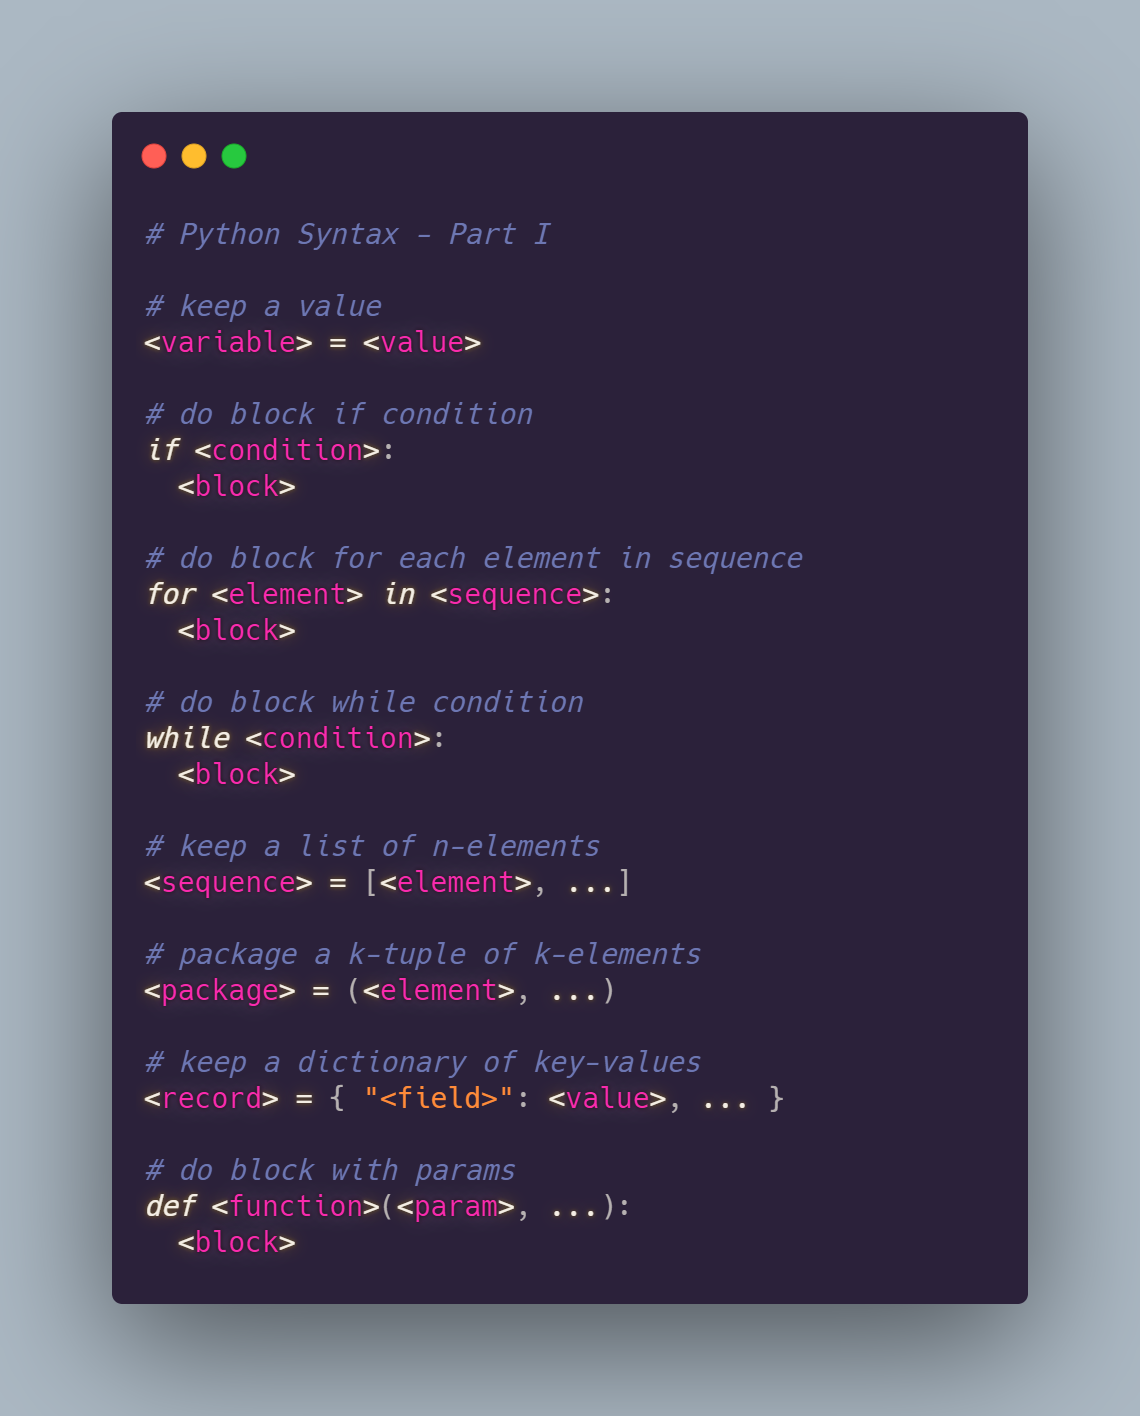 # Python Syntax - Part I

# keep a value
<variable> = <value>

# do block if condition
if <condition>:
  <block>

# do block for each element in sequence
for <element> in <sequence>:
  <block>

# do block while condition
while <condition>:
  <block>

# keep a list of n-elements
<sequence> = [<element>, ...]

# package a k-tuple of k-elements
<package> = (<element>, ...)

# keep a dictionary of key-values
<record> = { "<field>": <value>, ... }

# do block with params
def <function>(<param>, ...):
  <block>